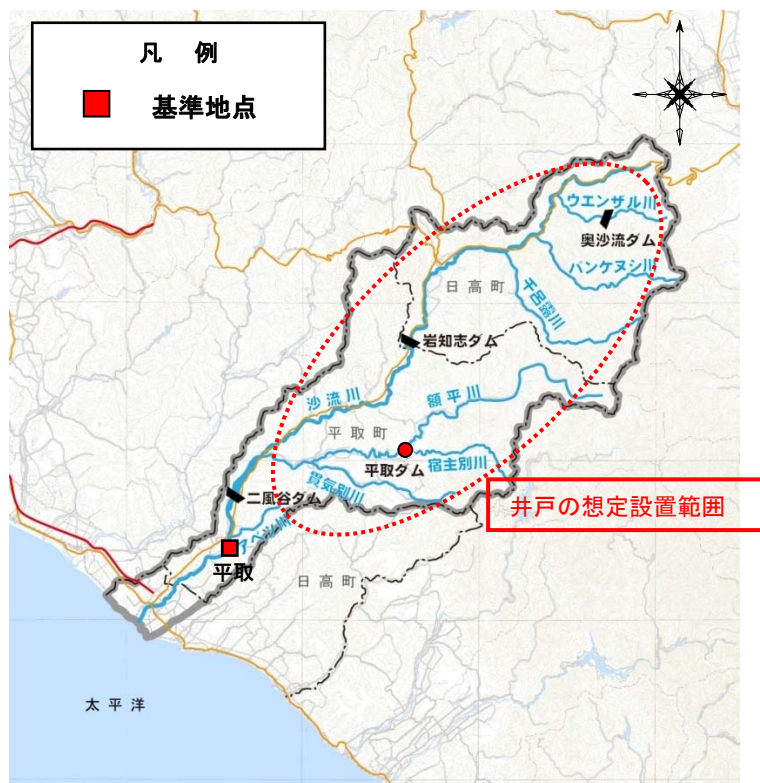 凡 例
基準地点
ウエンザル川
奥沙流ダム
パンケヌシ川
日高町
千呂露川
岩知志ダム
沙流川
額平川
平取町
平取ダム
宿主別川
貫気別川
二風谷ダム
井戸の想定設置範囲
アベツ川
平取
日高町
太平洋